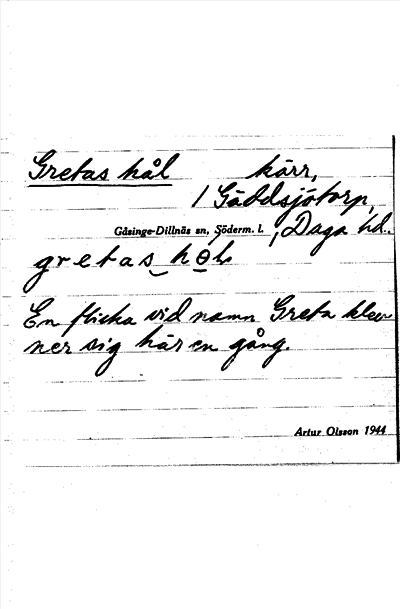 Gretas hål kärr,
/ Gäddsjötorp,
Gåsinge-Dillnäs sn, Söderm. l. , Daga hd.
gretas
En flicka vid namn Greta klev
ner sig här en gång.
Artur Olsson 1944